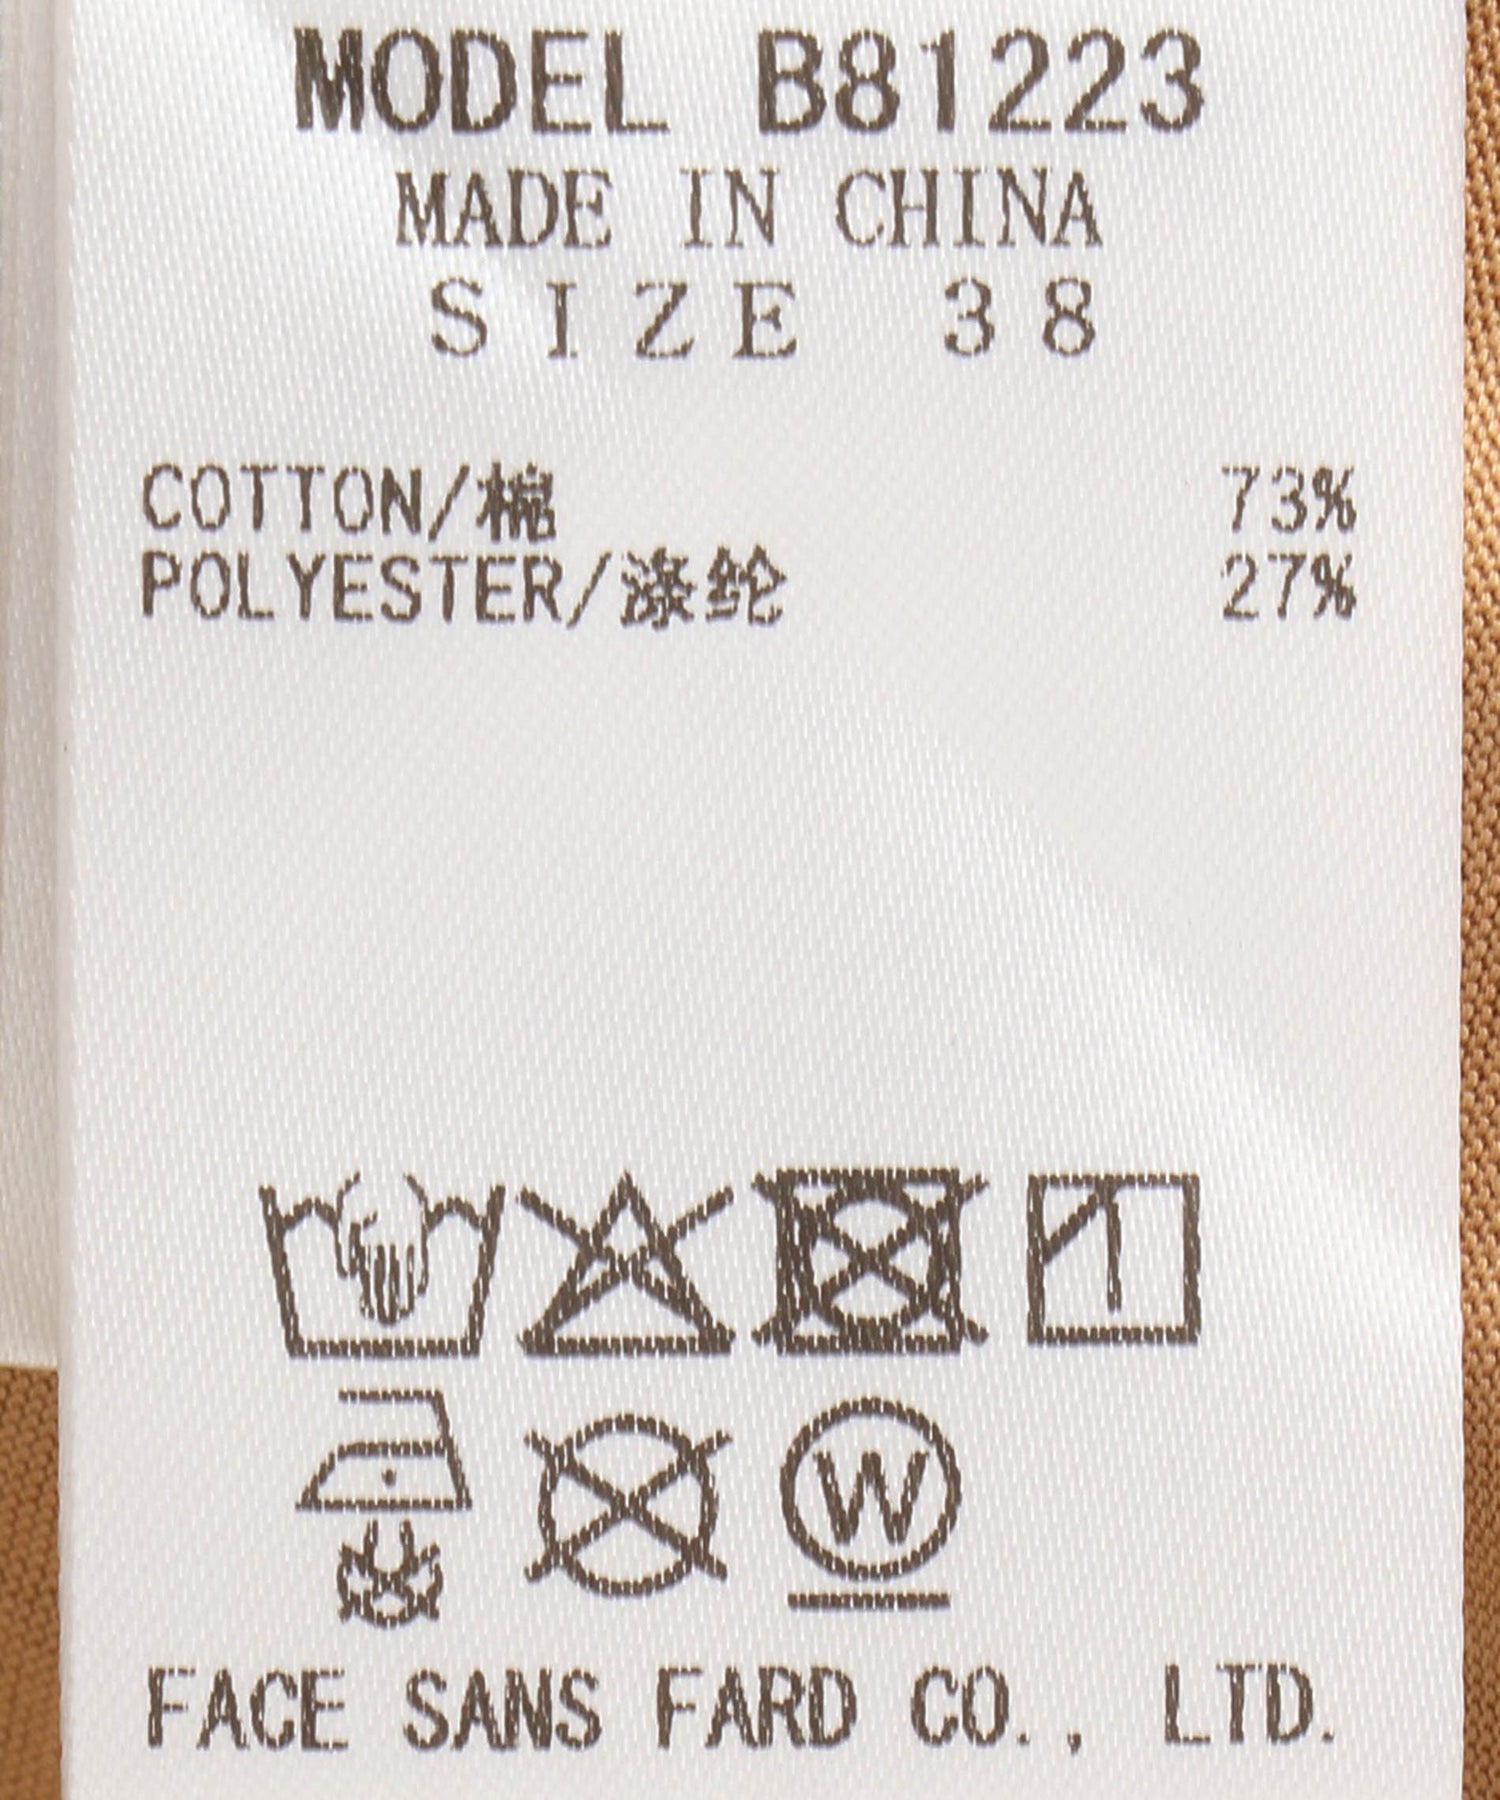 MODEL B81223
MADE IN CHINA
SIZE 38
COTTON/棉 73%
POLYESTER/涤纶 27%
W
FACE SANS FARD CO., LTD.